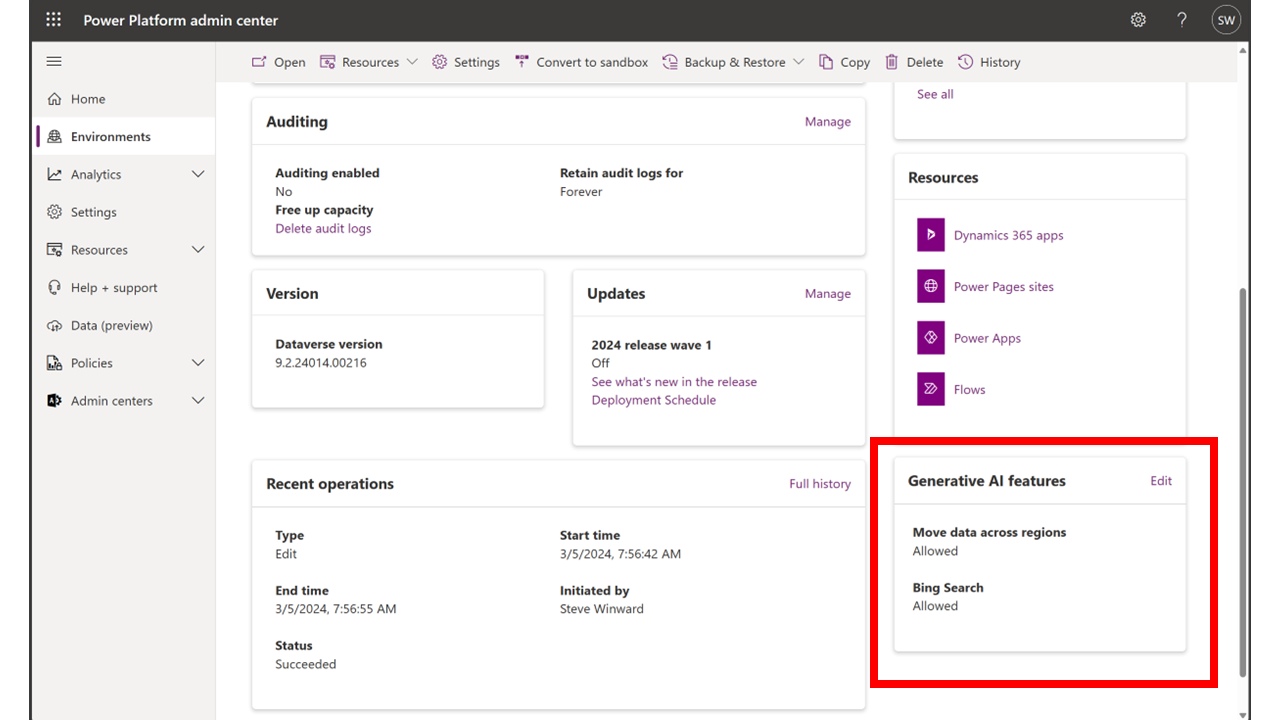 Power Platform admin center
SW
Open
Resources
Settings
Convert to sandbox
Backup & Restore
Copy
Delete
History
Home
Environments
Analytics
Settings
Resources
Help + support
Data (preview)
Policies
Admin centers
Auditing
Manage
Auditing enabled
No
Free up capacity
Delete audit logs
Retain audit logs for
Forever
Version
Dataverse version
9.2.24014.00216
Updates
Manage
2024 release wave 1
Off
See what's new in the release
Deployment Schedule
Recent operations
Full history
Type
Edit
Start time
3/5/2024, 7:56:42 AM
End time
3/5/2024, 7:56:55 AM
Initiated by
Steve Winward
Status
Succeeded
See all
Resources
Dynamics 365 apps
Power Pages sites
Power Apps
Flows
Generative AI features
Edit
Move data across regions
Allowed
Bing Search
Allowed